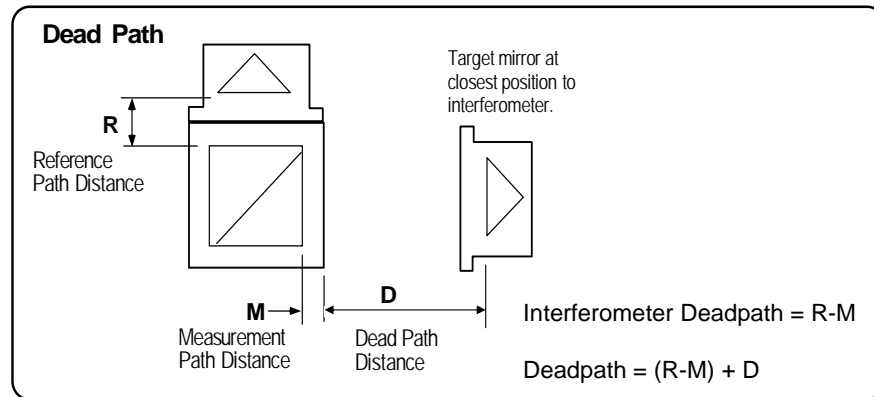 Dead Path
Target mirror at
closest position to
interferometer.
R
Reference
Path Distance
M
D
Measurement
Path Distance
Dead Path
Distance
Interferometer Deadpath = R-M
Deadpath = (R-M) + D